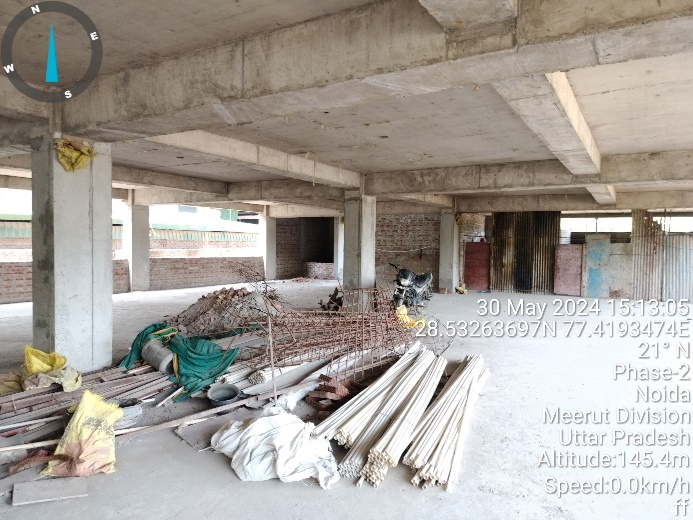 N
E
W
S
30 May 2024 15:13:05
28.53263697N 77.4193474E
21° N
Phase-2
Noida
Meerut Division
Uttar Pradesh
Altitude:145.4m
Speed:0.0km/h
ff